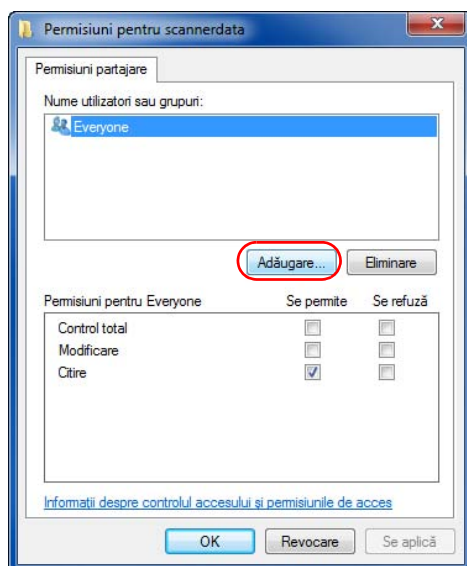 Permisiuni pentru scannerdata
Permisiuni partajare
Nume utilizatori sau grupuri:
Everyone
Adăugare...
Eliminare
Permisiuni pentru Everyone Se permite Se refuză
Control total
Modificare
Citire
Informații despre controlul accesului și permisiunile de acces
OK Revocare Se aplică